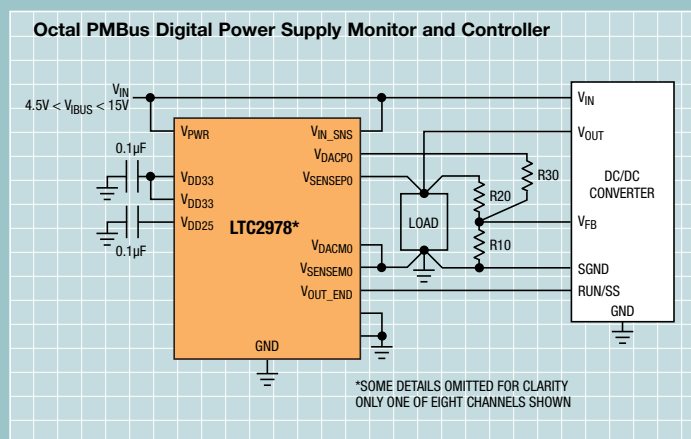 Octal PMBus Digital Power Supply Monitor and Controller
VIN
4.5V < VIBUS < 15V
VPWR
VIN_SNS
VIN
VDACP0
VOUT
0.1µF
VDD33
VSENSEP0
R30
DC/DC
CONVERTER
R20
VDD33
LTC2978*
LOAD
VFB
VDD25
R10
0.1µF
VDACM0
VSENSEM0
SGND
VOUT_END
RUN/SS
GND
GND
*SOME DETAILS OMITTED FOR CLARITY
ONLY ONE OF EIGHT CHANNELS SHOWN